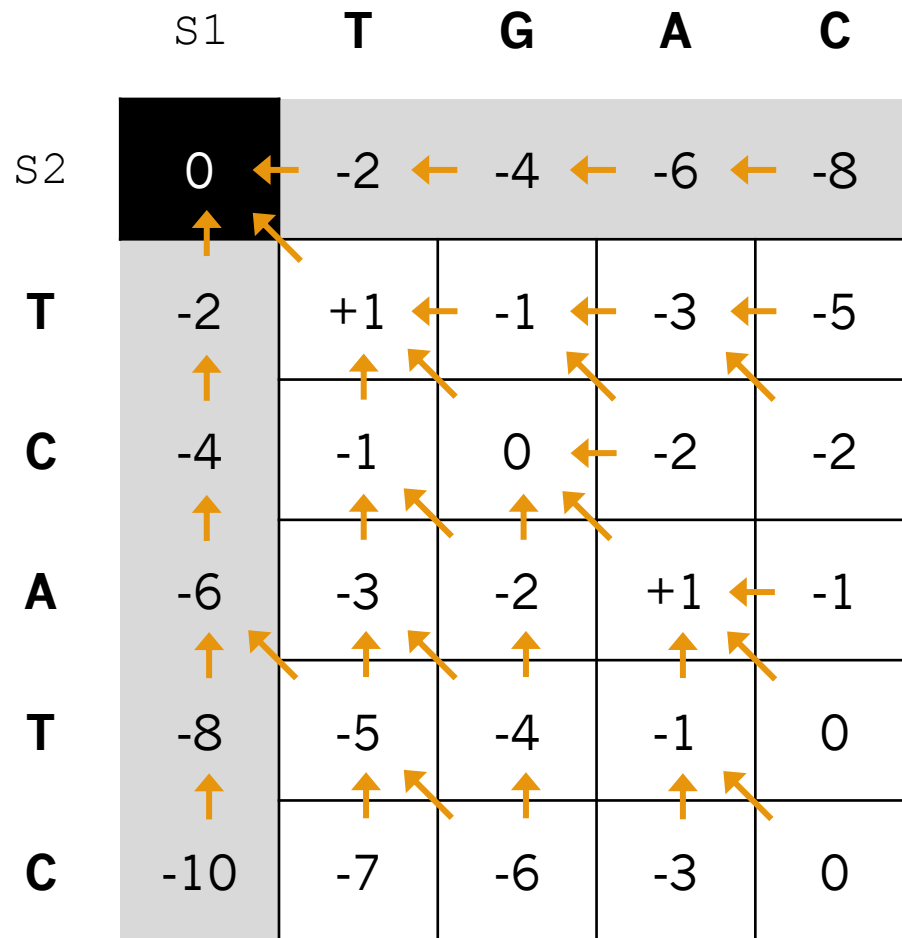 S1 T G A C
S2 0 -2 -4 -6 -8
T -2 +1 -1 -3 -5
C -4 -1 0 -2 -2
A -6 -3 -2 +1 -1
T -8 -5 -4 -1 0
C -10 -7 -6 -3 0